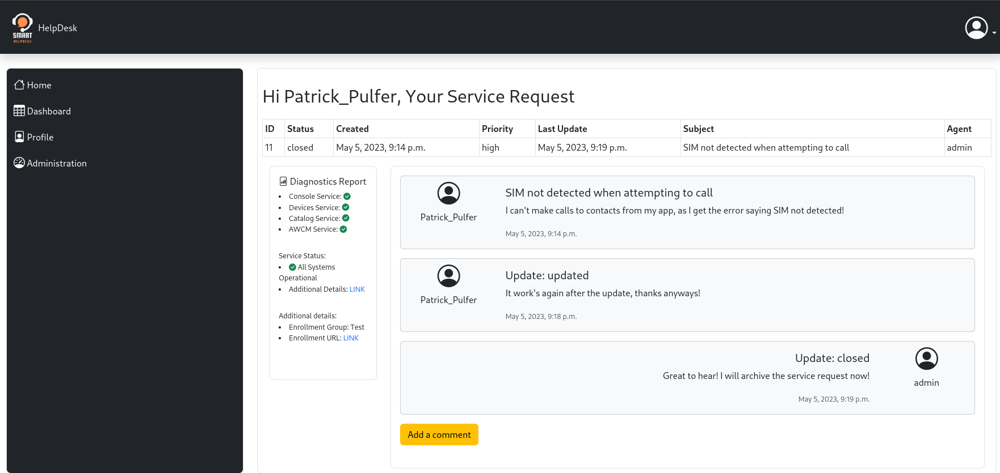 SMART
HELPDESK
HelpDesk
Home
Dashboard
Profile
Administration
Hi Patrick_Pulfer, Your Service Request
ID Status Created Priority Last Update Subject Agent
11 closed May 5, 2023, 9:14 p.m. high May 5, 2023, 9:19 p.m. SIM not detected when attempting to call admin
Diagnostics Report
• Console Service:
• Devices Service:
• Catalog Service:
• AWCM Service:
Service Status:
• All Systems
Operational
• Additional Details: LINK
Additional details:
• Enrollment Group: Test
• Enrollment URL: LINK
Patrick_Pulfer
SIM not detected when attempting to call
I can't make calls to contacts from my app, as I get the error saying SIM not detected!
May 5, 2023, 9:14 p.m.
Patrick_Pulfer
Update: updated
It work's again after the update, thanks anyways!
May 5, 2023, 9:18 p.m.
Update: closed
Great to hear! I will archive the service request now!
May 5, 2023, 9:19 p.m.
admin
Add a comment